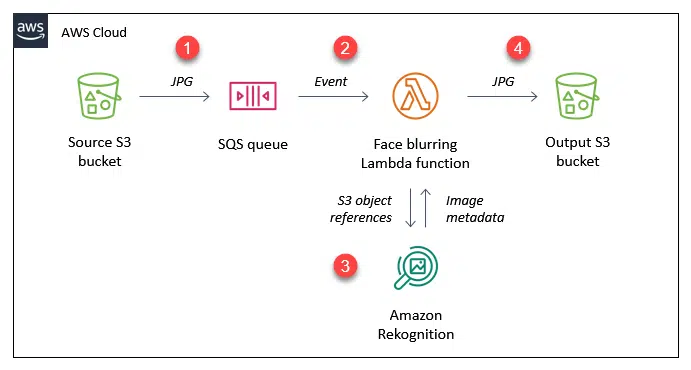 aws
AWS Cloud
1
2
4
JPG
Event
JPG
Source S3
bucket
SQS queue
Face blurring
Lambda function
Output S3
bucket
S3 object
references
Image
metadata
3
Amazon
Rekognition